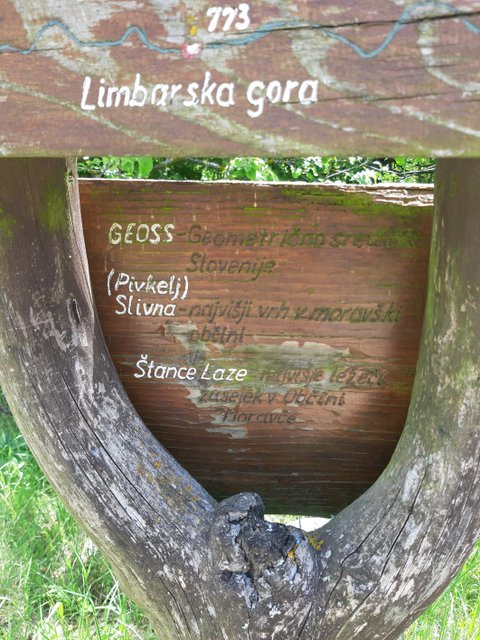 773
Limbarska gora
GEOSS - Geometrično središče
Slovenije
(Pivkelj)
Slivna - najvišji vrh v moravški
občini
Štance Laze - najvišje ležeči
zaselek v Občini
Moravče